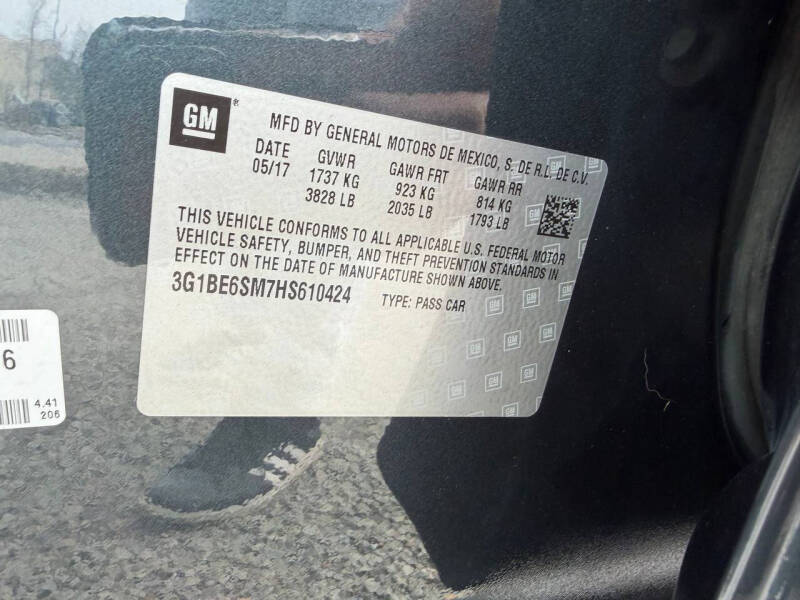 GM®
MFD BY GENERAL MOTORS DE MEXICO, S. DE R.L. DE C.V.
DATE GVWR GAWR FRT GAWR RR
05/17 1737 KG 923 KG 814 KG
3828 LB 2035 LB 1793 LB
THIS VEHICLE CONFORMS TO ALL APPLICABLE U.S. FEDERAL MOTOR
VEHICLE SAFETY, BUMPER, AND THEFT PREVENTION STANDARDS IN
EFFECT ON THE DATE OF MANUFACTURE SHOWN ABOVE.
3G1BE6SM7HS610424 TYPE: PASS CAR
6
4.41
206